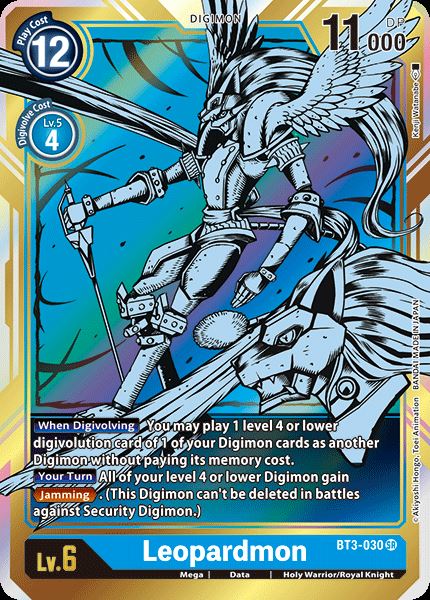 DIGIMON
Play Cost
12
11000
DP
Digivolve Cost
Lv.5
4
Kenji Watanabe
When Digivolving You may play 1 level 4 or lower
digivolution card of 1 of your Digimon cards as another
Digimon without paying its memory cost.
Your Turn All of your level 4 or lower Digimon gain
Jamming . (This Digimon can't be deleted in battles
against Security Digimon.)
© Akiyoshi Hongo, Toei Animation
BANDAI MADE IN JAPAN
Lv.6
Leopardmon
BT3-030 SR
Mega | Data | Holy Warrior/Royal Knight